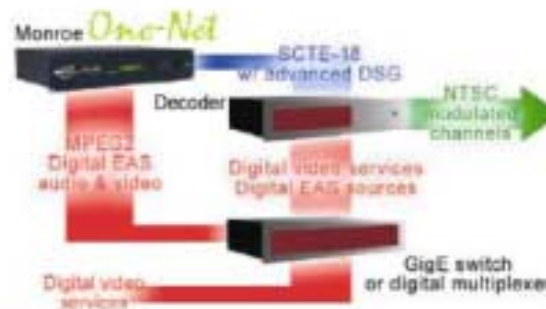 Monroe One-Net
SCTE-18
w/ advanced DSG
Decoder
NTSC
modulated
channels
MPEG2
Digital EAS
audio & video
Digital video services
Digital EAS sources
GigE switch
or digital multiplexe
Digital video
services